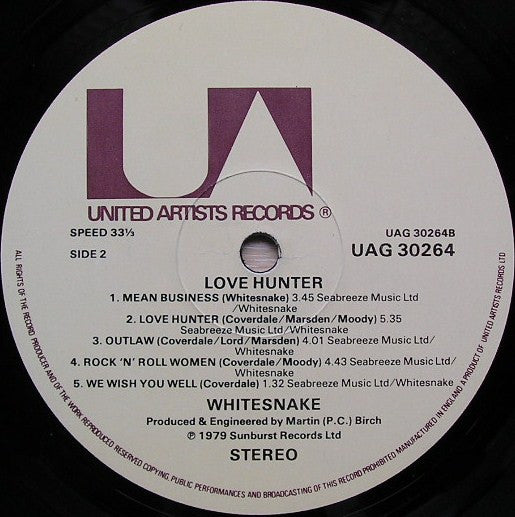 UA
UNITED ARTISTS RECORDS ®
SPEED 33⅓
UAG 30264B
SIDE 2
UAG 30264
LOVE HUNTER
1. MEAN BUSINESS (Whitesnake) 3.45 Seabreeze Music Ltd
/Whitesnake
2. LOVE HUNTER (Coverdale/Marsden/Moody) 5.35
Seabreeze Music Ltd/Whitesnake
3. OUTLAW (Coverdale/Lord/Marsden) 4.01 Seabreeze Music Ltd/
Whitesnake
4. ROCK 'N' ROLL WOMEN (Coverdale/Moody) 4.43 Seabreeze Music Ltd/
Whitesnake
5. WE WISH YOU WELL (Coverdale) 1.32 Seabreeze Music Ltd/Whitesnake
WHITESNAKE
Produced & Engineered by Martin (P.C.) Birch
℗ 1979 Sunburst Records Ltd
STEREO
ALL RIGHTS OF THE RECORD PRODUCER AND OF THE WORK REPRODUCED RESERVED COPYING, PUBLIC PERFORMANCES AND BROADCASTING OF THIS RECORD PROHIBITED MANUFACTURED IN ENGLAND A PRODUCT OF UNITED ARTISTS RECORDS LTD